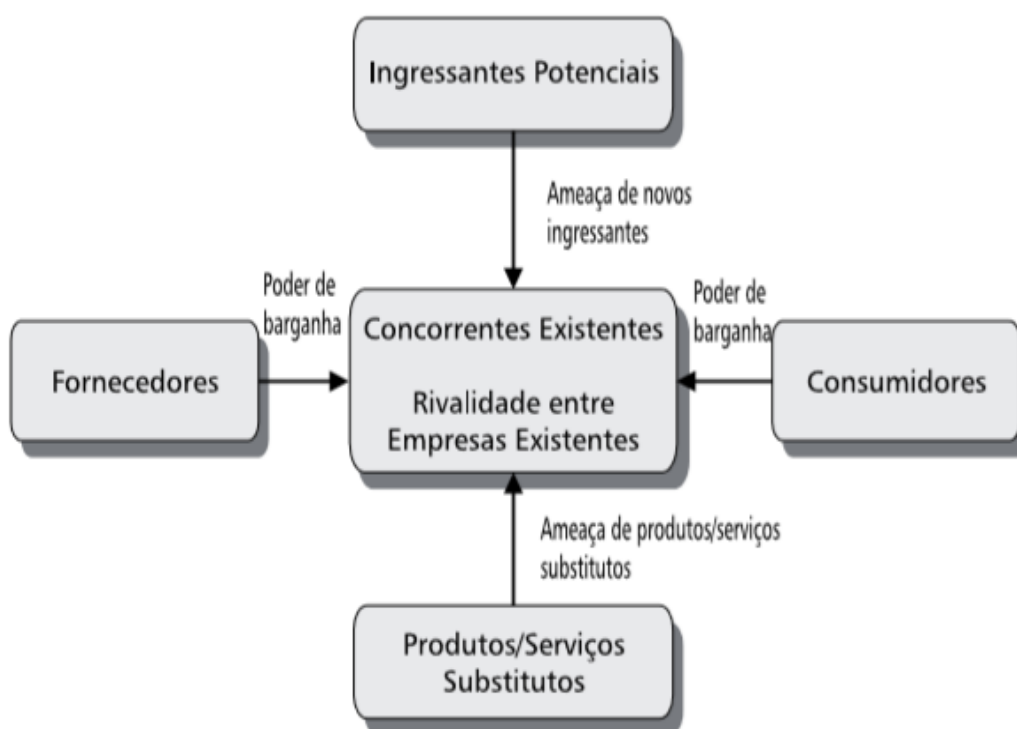 Ingressantes Potenciais
Ameaça de novos
ingressantes
Poder de
barganha
Poder de
barganha
Fornecedores
Concorrentes Existentes
Rivalidade entre
Empresas Existentes
Consumidores
Ameaça de produtos/serviços
substitutos
Produtos/Serviços
Substitutos